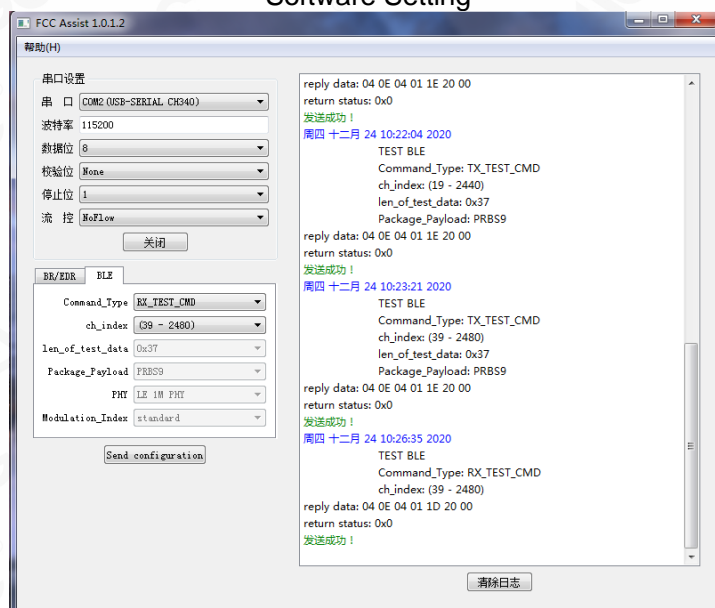 Software Setting
FCC Assist 1.0.1.2
帮助(H)
串口设置
串 口 COM2 (USB-SERIAL CH340)
波特率 115200
数据位 8
校验位 None
停止位 1
流 控 NoFlow
关闭
BR/EDR BLE
Command_Type RX_TEST_CMD
ch_index (39 - 2480)
len_of_test_data 0x37
Package_Payload PRBS9
PHY LE 1M PHY
Modulation_Index standard
Send configuration
reply data: 04 0E 04 01 1E 20 00
return status: 0x0
发送成功！
周四 十二月 24 10:22:04 2020
TEST BLE
Command_Type: TX_TEST_CMD
ch_index: (19 - 2440)
len_of_test_data: 0x37
Package_Payload: PRBS9
reply data: 04 0E 04 01 1E 20 00
return status: 0x0
发送成功！
周四 十二月 24 10:23:21 2020
TEST BLE
Command_Type: TX_TEST_CMD
ch_index: (39 - 2480)
len_of_test_data: 0x37
Package_Payload: PRBS9
reply data: 04 0E 04 01 1E 20 00
return status: 0x0
发送成功！
周四 十二月 24 10:26:35 2020
TEST BLE
Command_Type: RX_TEST_CMD
ch_index: (39 - 2480)
reply data: 04 0E 04 01 1D 20 00
return status: 0x0
发送成功！
清除日志